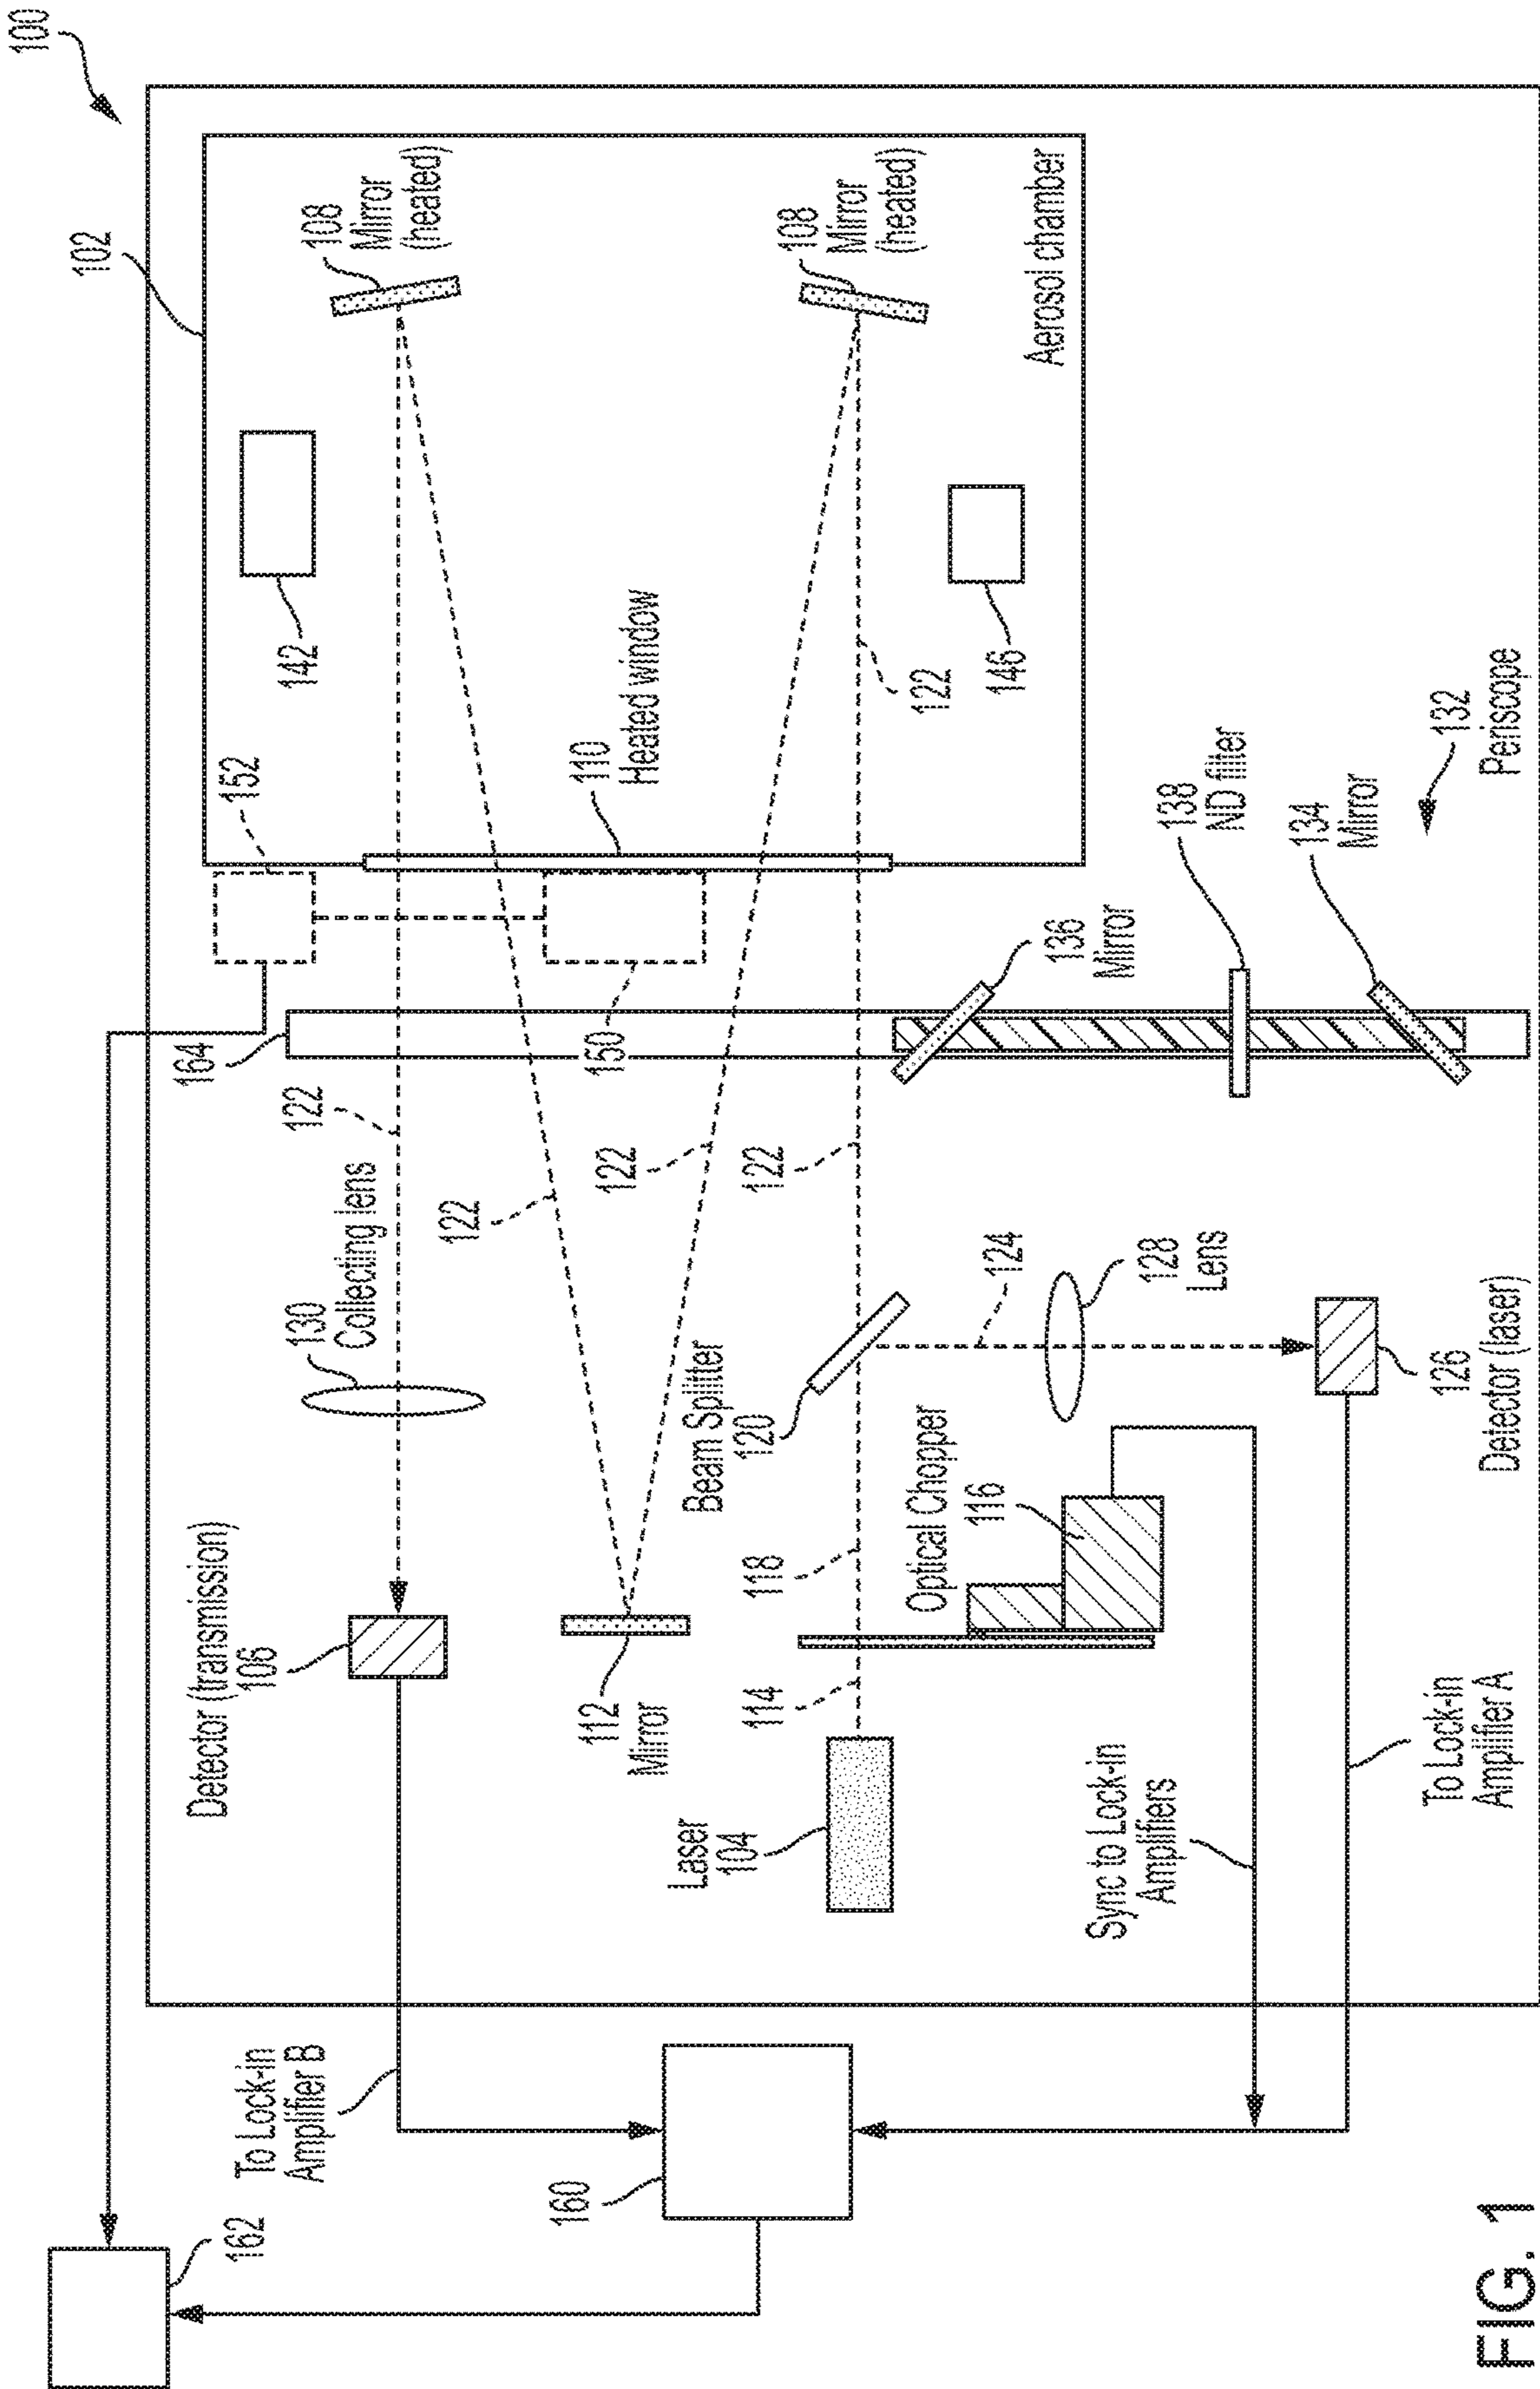 100
102
108
Mirror
(heated)
108
Mirror
(heated)
Aerosol chamber
142
146
122
110
Heated window
152
150
164
136
Mirror
138
ND filter
134
Mirror
132
Periscope
122
122
122
122
130
Collecting lens
124
128
Lens
Beam Splitter
120
Detector (laser)
126
Optical Chopper
116
118
114
Detector (transmission)
106
112
Mirror
Laser
104
Sync to Lock-in
Amplifiers
To Lock-in
Amplifier A
To Lock-in
Amplifier B
160
162
FIG. 1